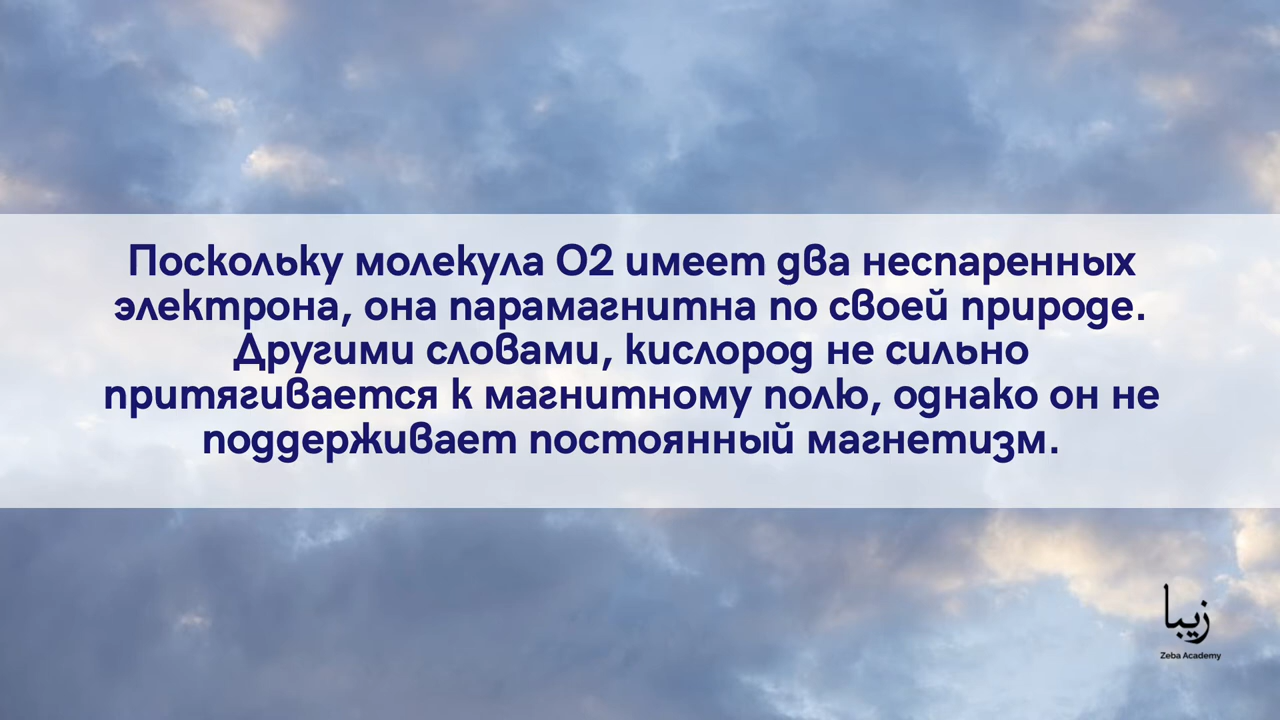 Поскольку молекула O2 имеет два неспаренных
электрона, она парамагнитна по своей природе.
Другими словами, кислород не сильно
притягивается к магнитному полю, однако он не
поддерживает постоянный магнетизм.
زیبا
Zeba Academy